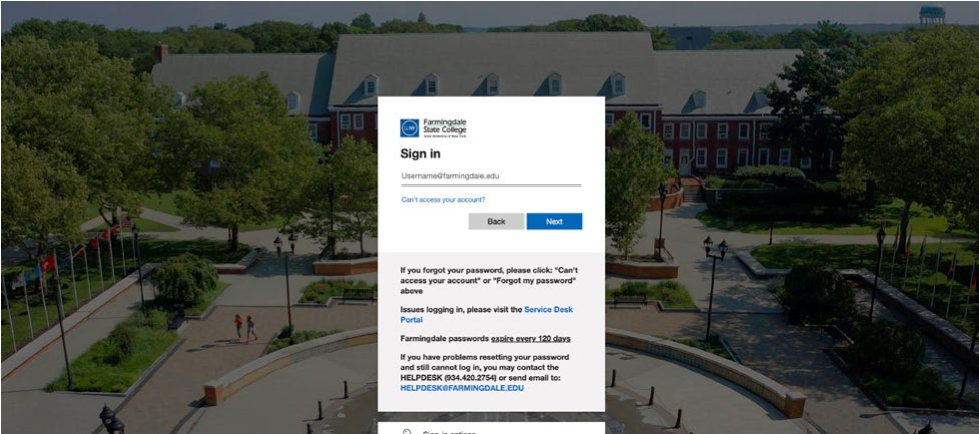 Farmingdale
State College
Sign in
Username@farmingdale.edu
Can't access your account?
Back
Next
If you forgot your password, please click: "Can't
access your account" or "Forgot my password"
above
Issues logging in, please visit the Service Desk
Portal
Farmingdale passwords expire every 120 days
If you have problems resetting your password
and still cannot log in, you may contact the
HELPDESK (934.420.2754) or send email to:
HELPDESK@FARMINGDALE.EDU
Sign-in options